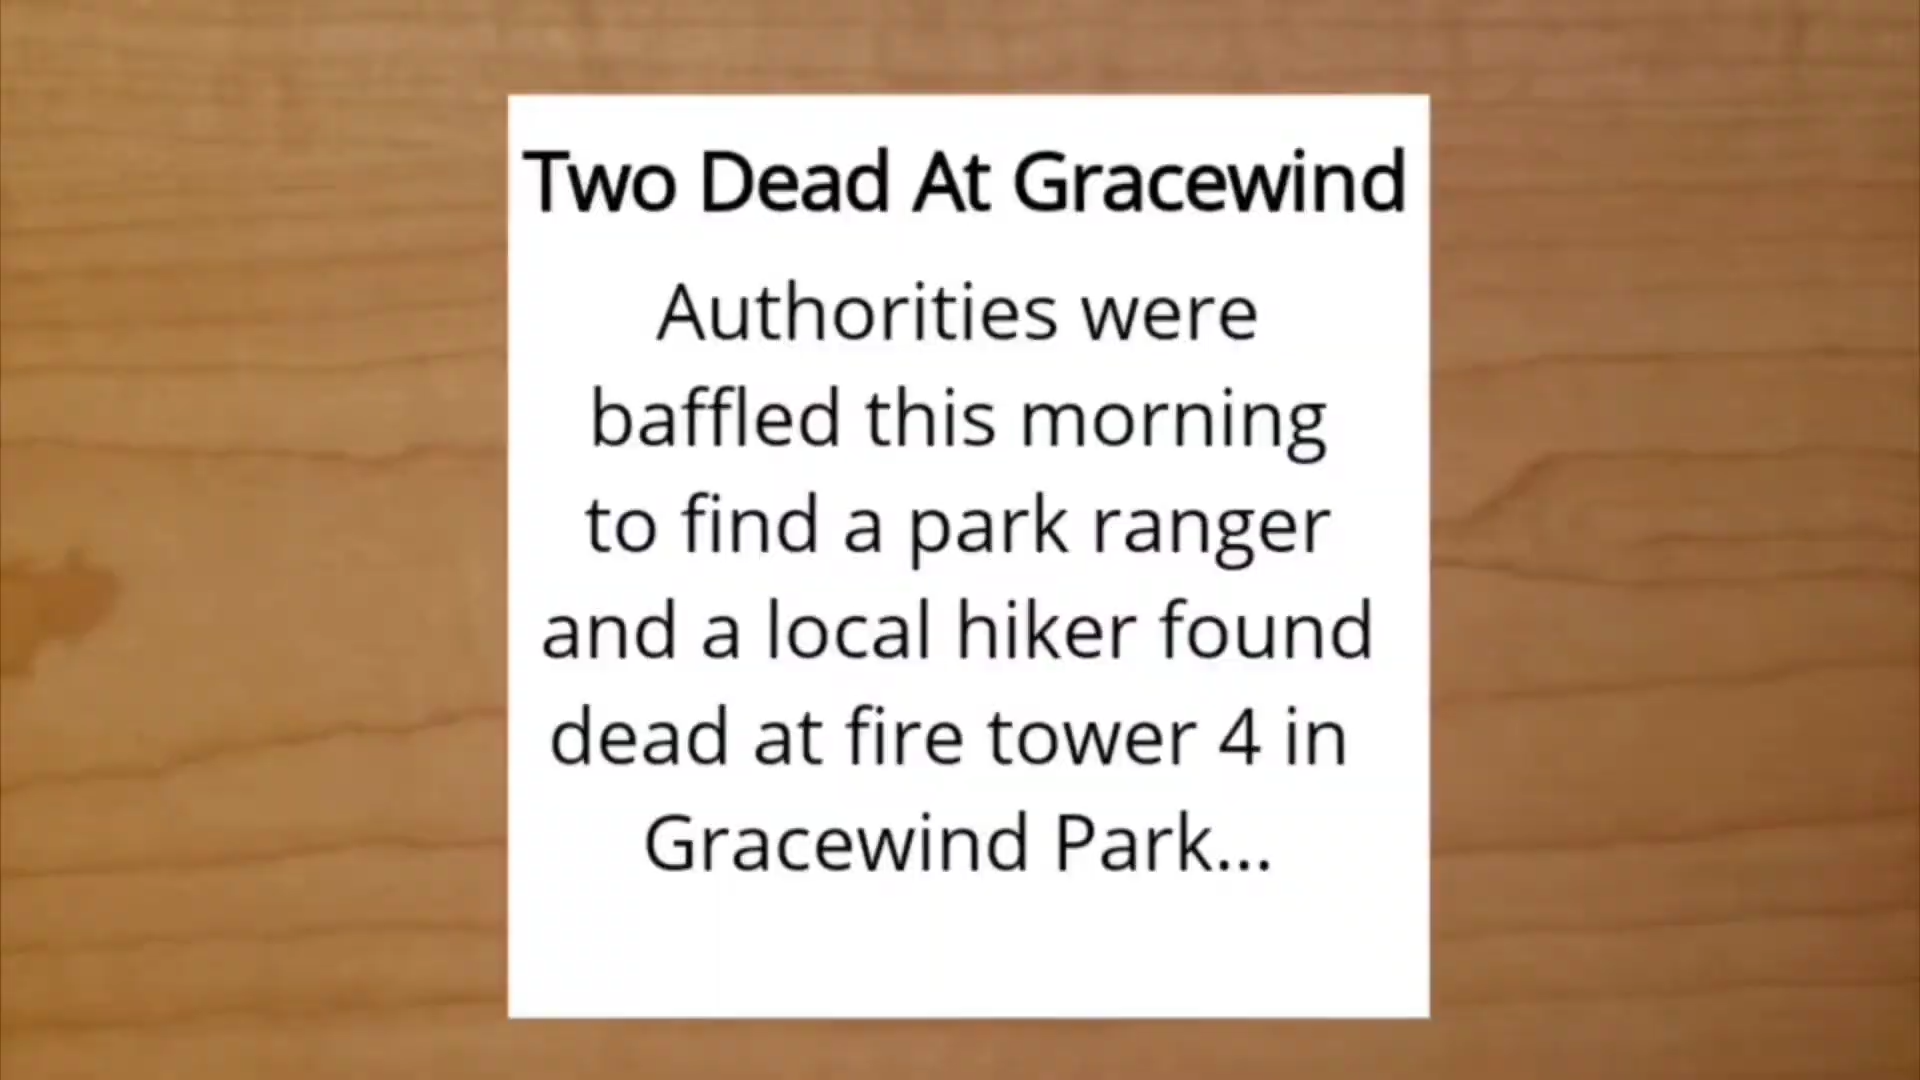 Two Dead At Gracewind
Authorities were
baffled this morning
to find a park ranger
and a local hiker found
dead at fire tower 4 in
Gracewind Park...